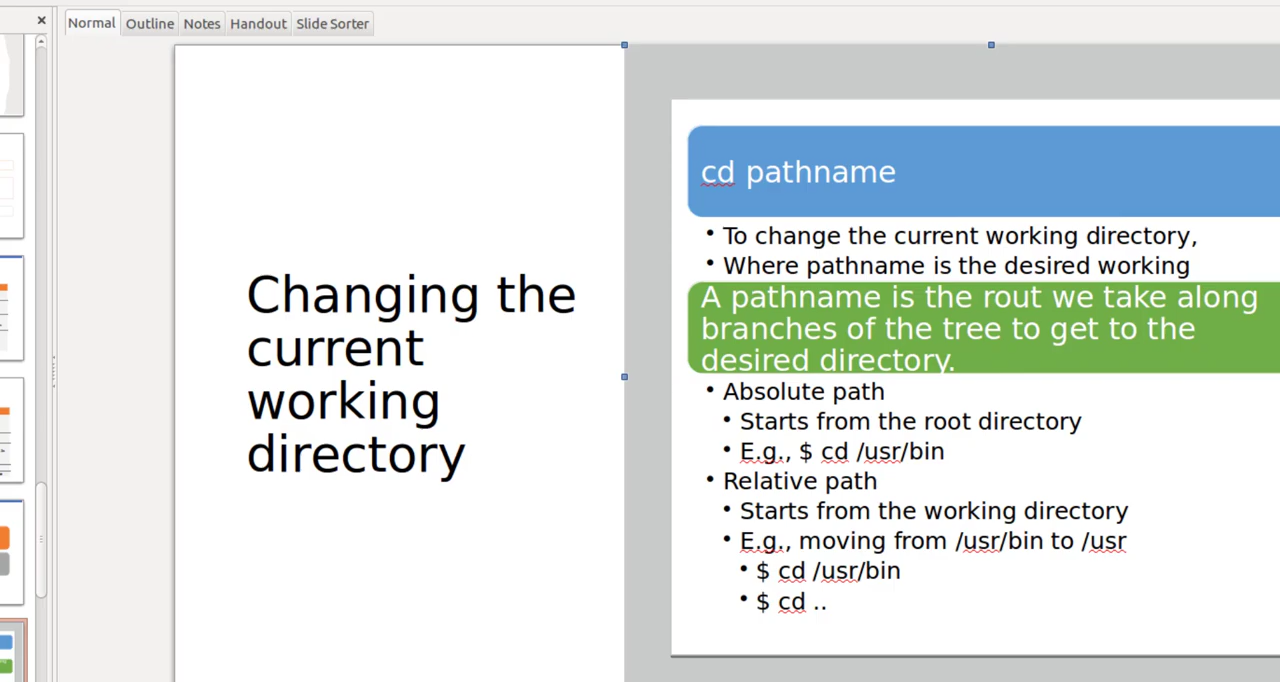 Normal Outline Notes Handout Slide Sorter
Changing the
current
working
directory
cd pathname
• To change the current working directory,
• Where pathname is the desired working
A pathname is the rout we take along
branches of the tree to get to the
desired directory.
• Absolute path
• Starts from the root directory
• E.g., $ cd /usr/bin
• Relative path
• Starts from the working directory
• E.g., moving from /usr/bin to /usr
• $ cd /usr/bin
• $ cd ..